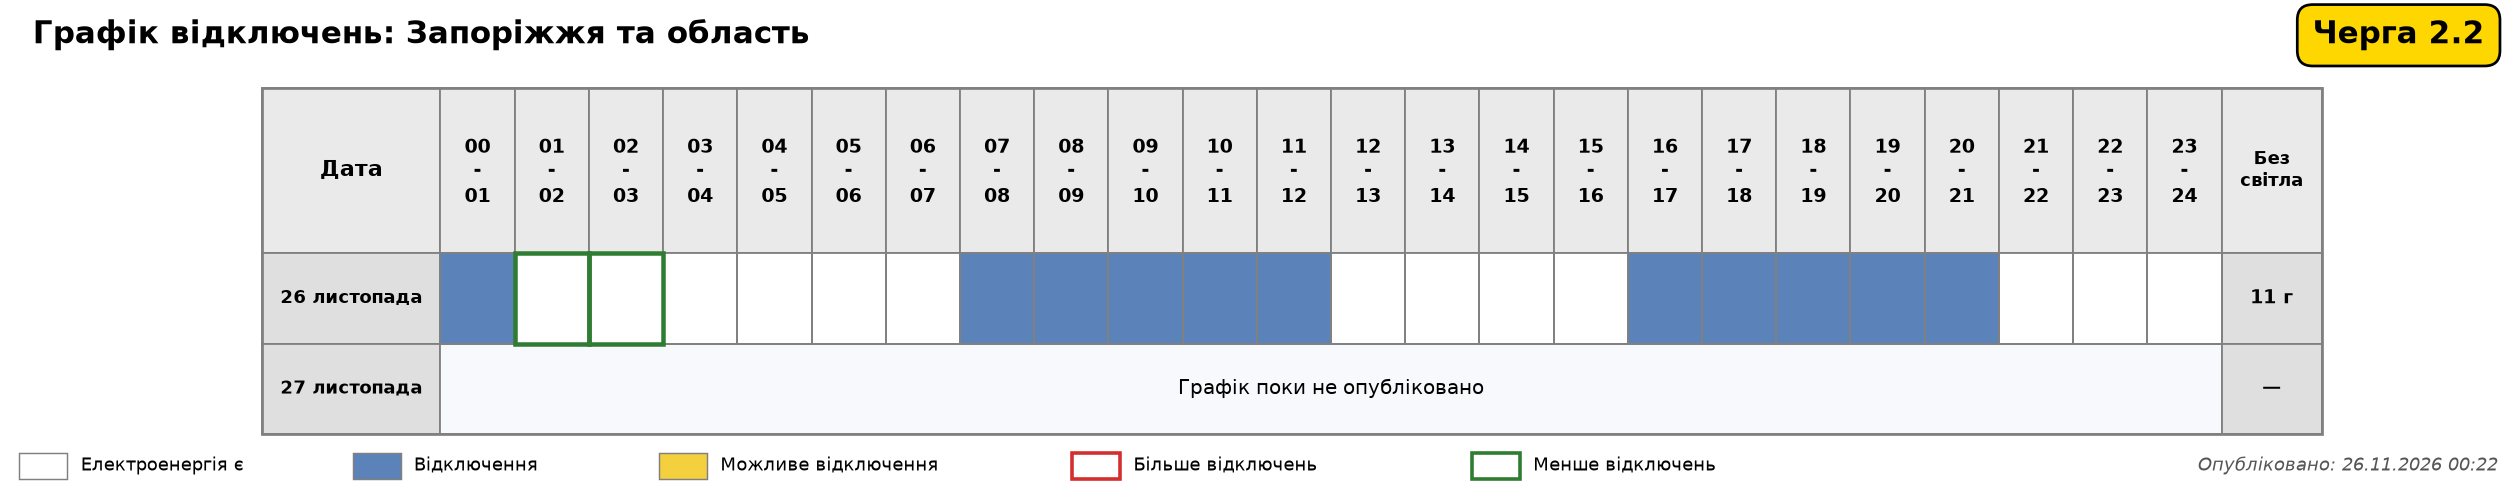 Графік відключень: Запоріжжя та область
Черга 2.2
Дата
00 - 01
01 - 02
02 - 03
03 - 04
04 - 05
05 - 06
06 - 07
07 - 08
08 - 09
09 - 10
10 - 11
11 - 12
12 - 13
13 - 14
14 - 15
15 - 16
16 - 17
17 - 18
18 - 19
19 - 20
20 - 21
21 - 22
22 - 23
23 - 24
Без
світла
26 листопада
11 г
27 листопада
Графік поки не опубліковано
—
Електроенергія є
Відключення
Можливе відключення
Більше відключень
Менше відключень
Опубліковано: 26.11.2026 00:22